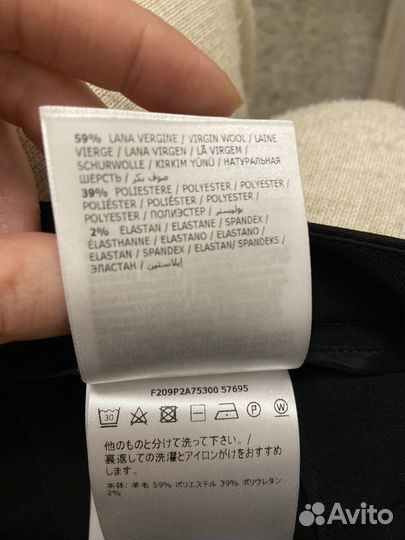 59% LANA VERGINE / VIRGIN WOOL / LAINE
VIERGE / LANA VIRGEN / LÃ VIRGEM /
SCHURWOLLE / KIRKIM YÜNÜ / НАТУРАЛЬНАЯ
ШЕРСТЬ / صوف بكر
39% POLIESTERE / POLYESTER / POLYESTER /
POLIÉSTER / POLIÉSTER / POLYESTER /
POLYESTER / ПОЛИЭСТЕР / بوليستر
2% ELASTAN / ELASTANE / SPANDEX /
ÉLASTHANNE / ELASTANO / ELASTANO /
ELASTAN / SPANDEX / ELASTAN/ SPANDEKS /
ЭЛАСТАН / إيلاستين
F209P2A75300 57695
30 P W
他のものと分けて洗って下さい。/
裏返しての洗濯とアイロンがけをおすすめ
します。
本体: 羊毛 59% ポリエステル 39% ポリウレタン
2%
Avito